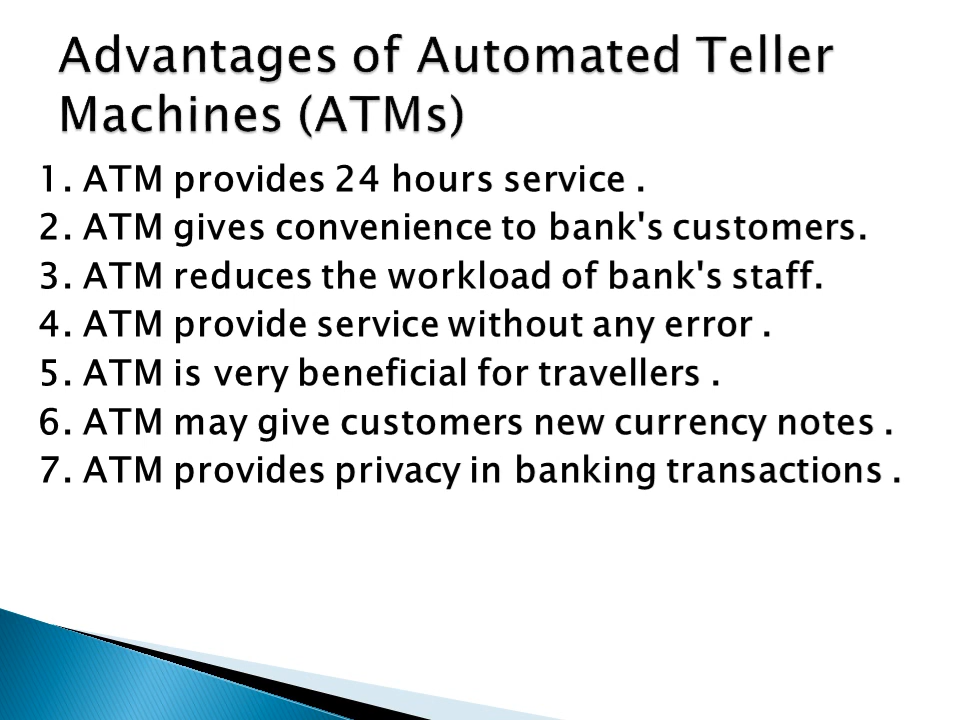 Advantages of Automated Teller
Machines (ATMs)
1. ATM provides 24 hours service .
2. ATM gives convenience to bank's customers.
3. ATM reduces the workload of bank's staff.
4. ATM provide service without any error .
5. ATM is very beneficial for travellers .
6. ATM may give customers new currency notes .
7. ATM provides privacy in banking transactions .